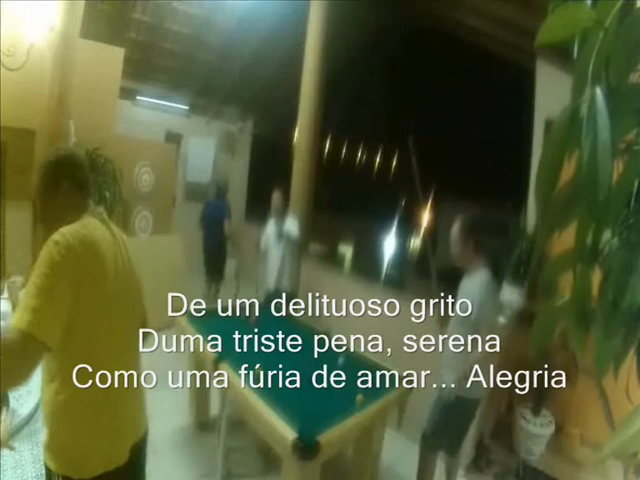 De um delituoso grito
Duma triste pena, serena
Como uma fúria de amar... Alegria